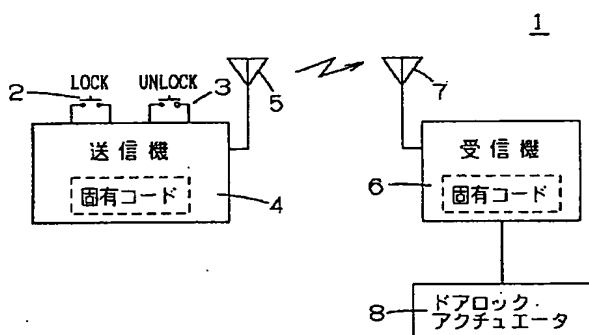 1
LOCK UNLOCK
2 3 5 7
送信機 受信機
固有コード 4 6 固有コード
8 ドアロック
アクチュエータ